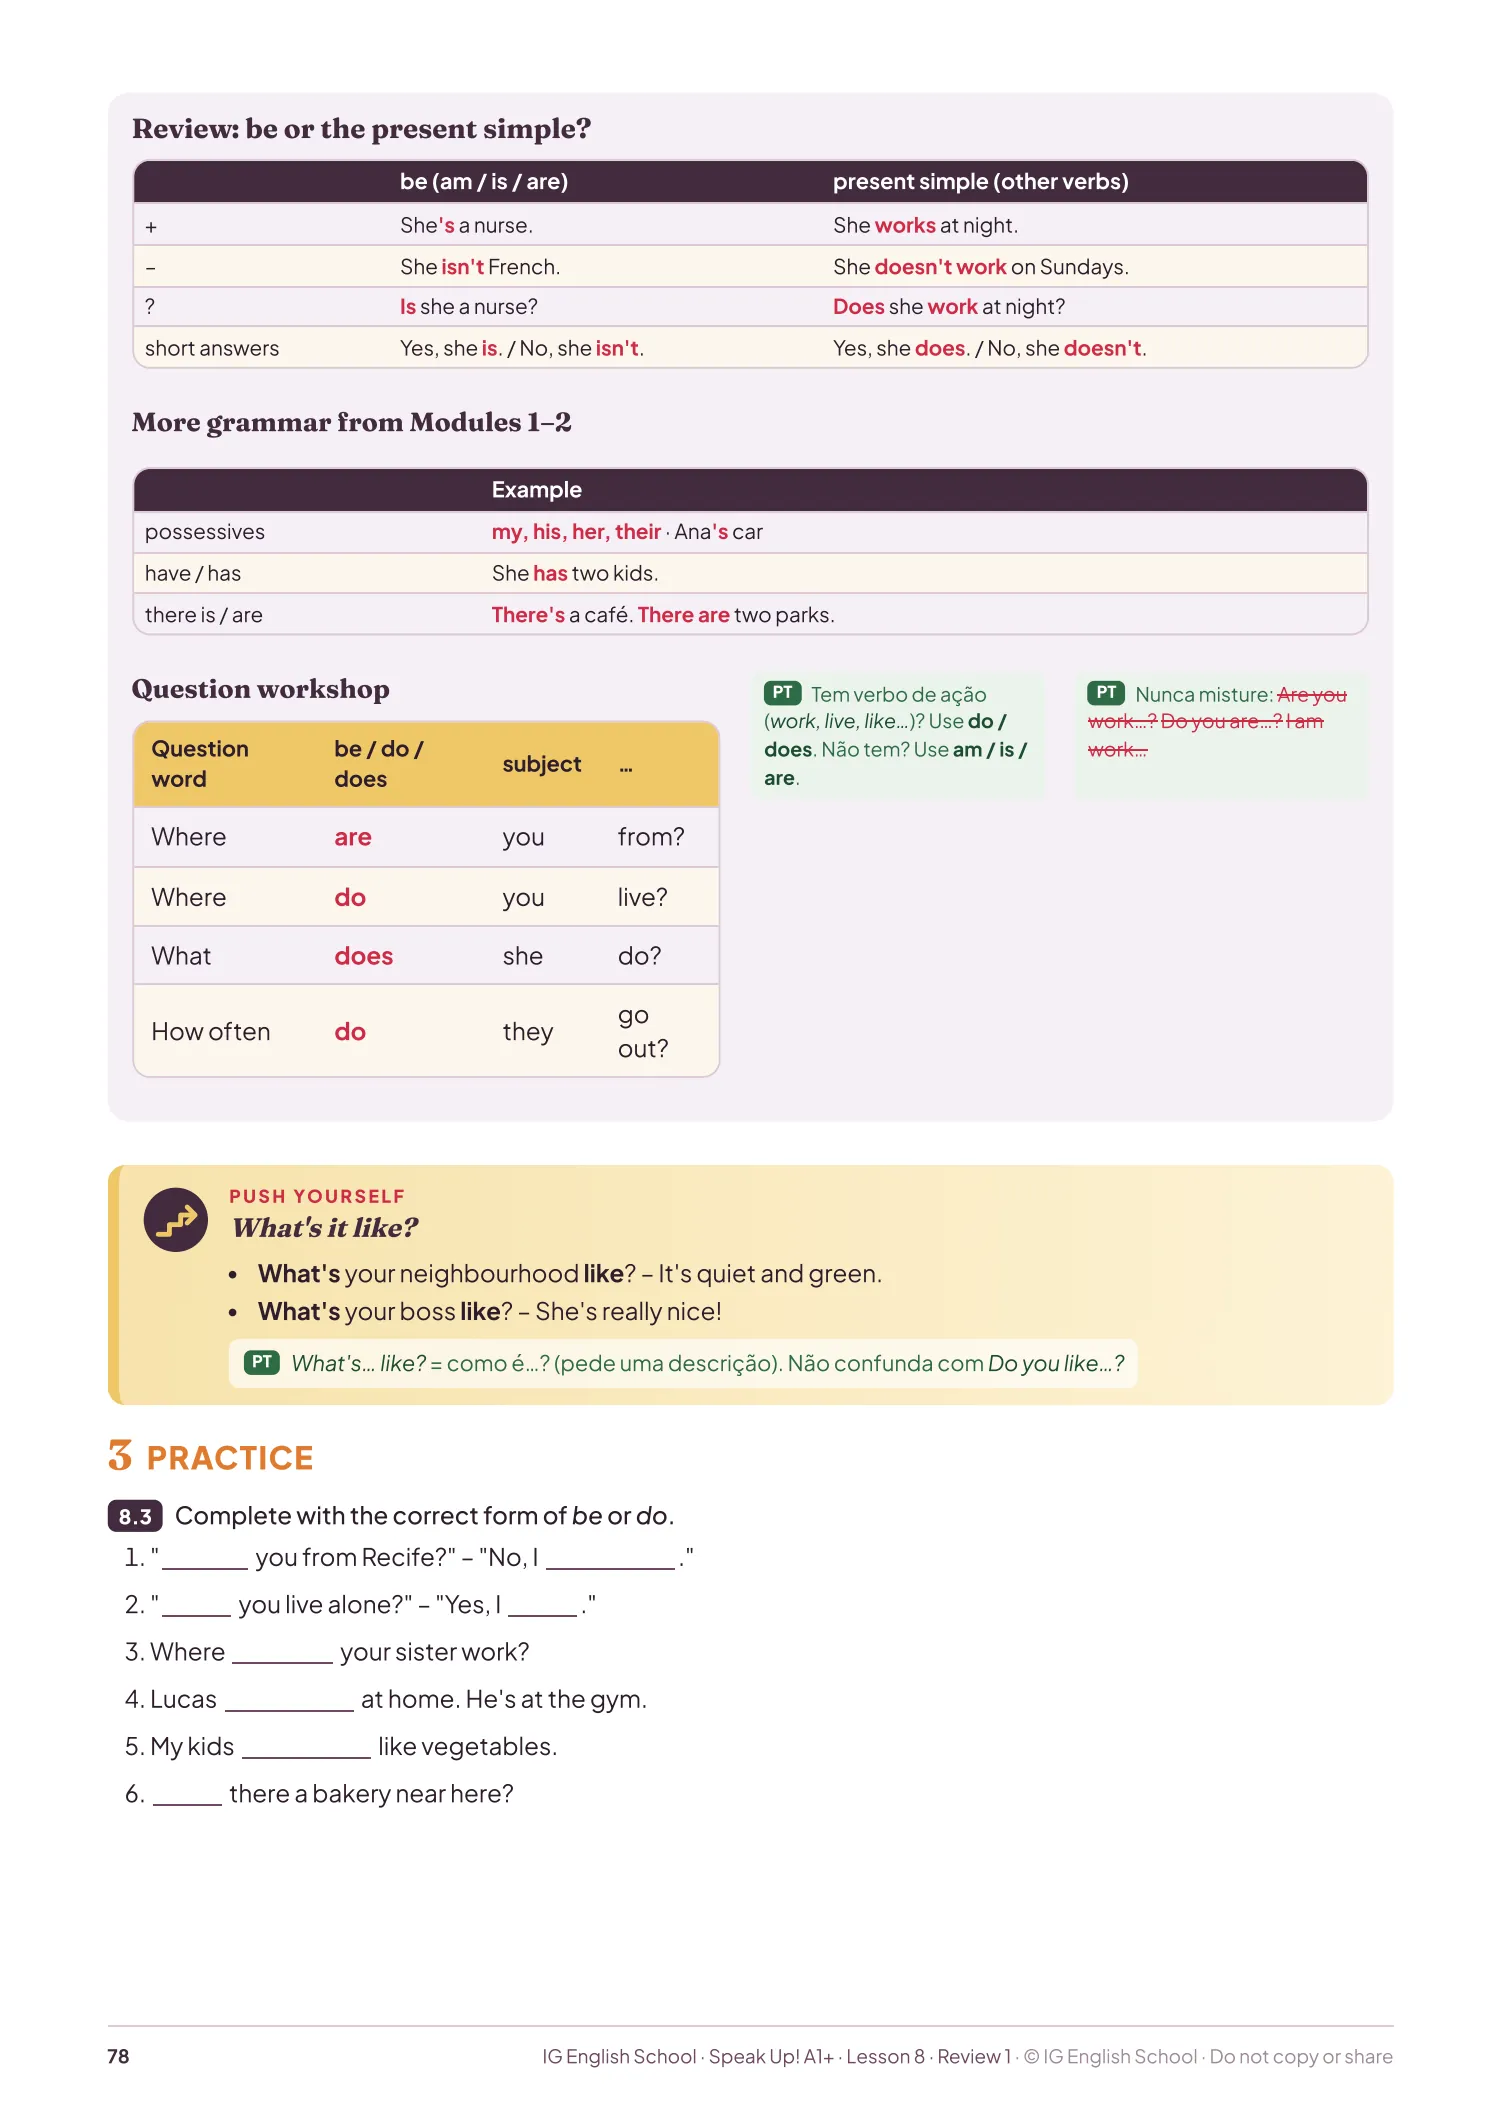 Review: be or the present simple?
be (am / is / are) present simple (other verbs)
+ She's a nurse. She works at night.
– She isn't French. She doesn't work on Sundays.
? Is she a nurse? Does she work at night?
short answers Yes, she is. / No, she isn't. Yes, she does. / No, she doesn't.
More grammar from Modules 1–2
Example
possessives my, his, her, their · Ana's car
have / has She has two kids.
there is / are There's a café. There are two parks.
Question workshop
Question word be / do / does subject ...
Where are you from?
Where do you live?
What does she do?
How often do they go out?
PT Tem verbo de ação
(work, live, like...)? Use do /
does. Não tem? Use am / is /
are.
PT Nunca misture: Are you
work...? Do you are...? I am
work...
PUSH YOURSELF
What's it like?
• What's your neighbourhood like? – It's quiet and green.
• What's your boss like? – She's really nice!
PT What's... like? = como é...? (pede uma descrição). Não confunda com Do you like...?
3 PRACTICE
8.3 Complete with the correct form of be or do.
1. "_______ you from Recife?" – "No, I __________."
2. "_____ you live alone?" – "Yes, I _____."
3. Where ________ your sister work?
4. Lucas __________ at home. He's at the gym.
5. My kids __________ like vegetables.
6. _____ there a bakery near here?
78 IG English School · Speak Up! A1+ · Lesson 8 · Review 1 · © IG English School · Do not copy or share